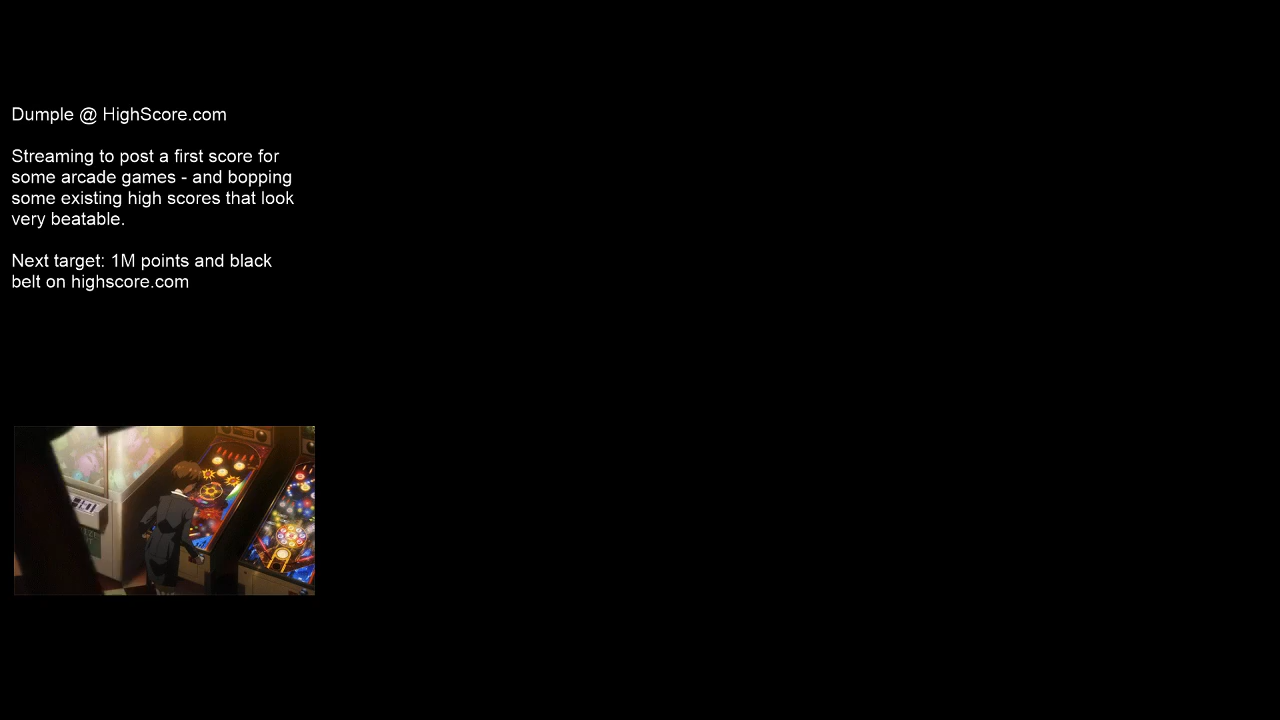 Dumple @ HighScore.com
Streaming to post a first score for
some arcade games - and bopping
some existing high scores that look
very beatable.
Next target: 1M points and black
belt on highscore.com